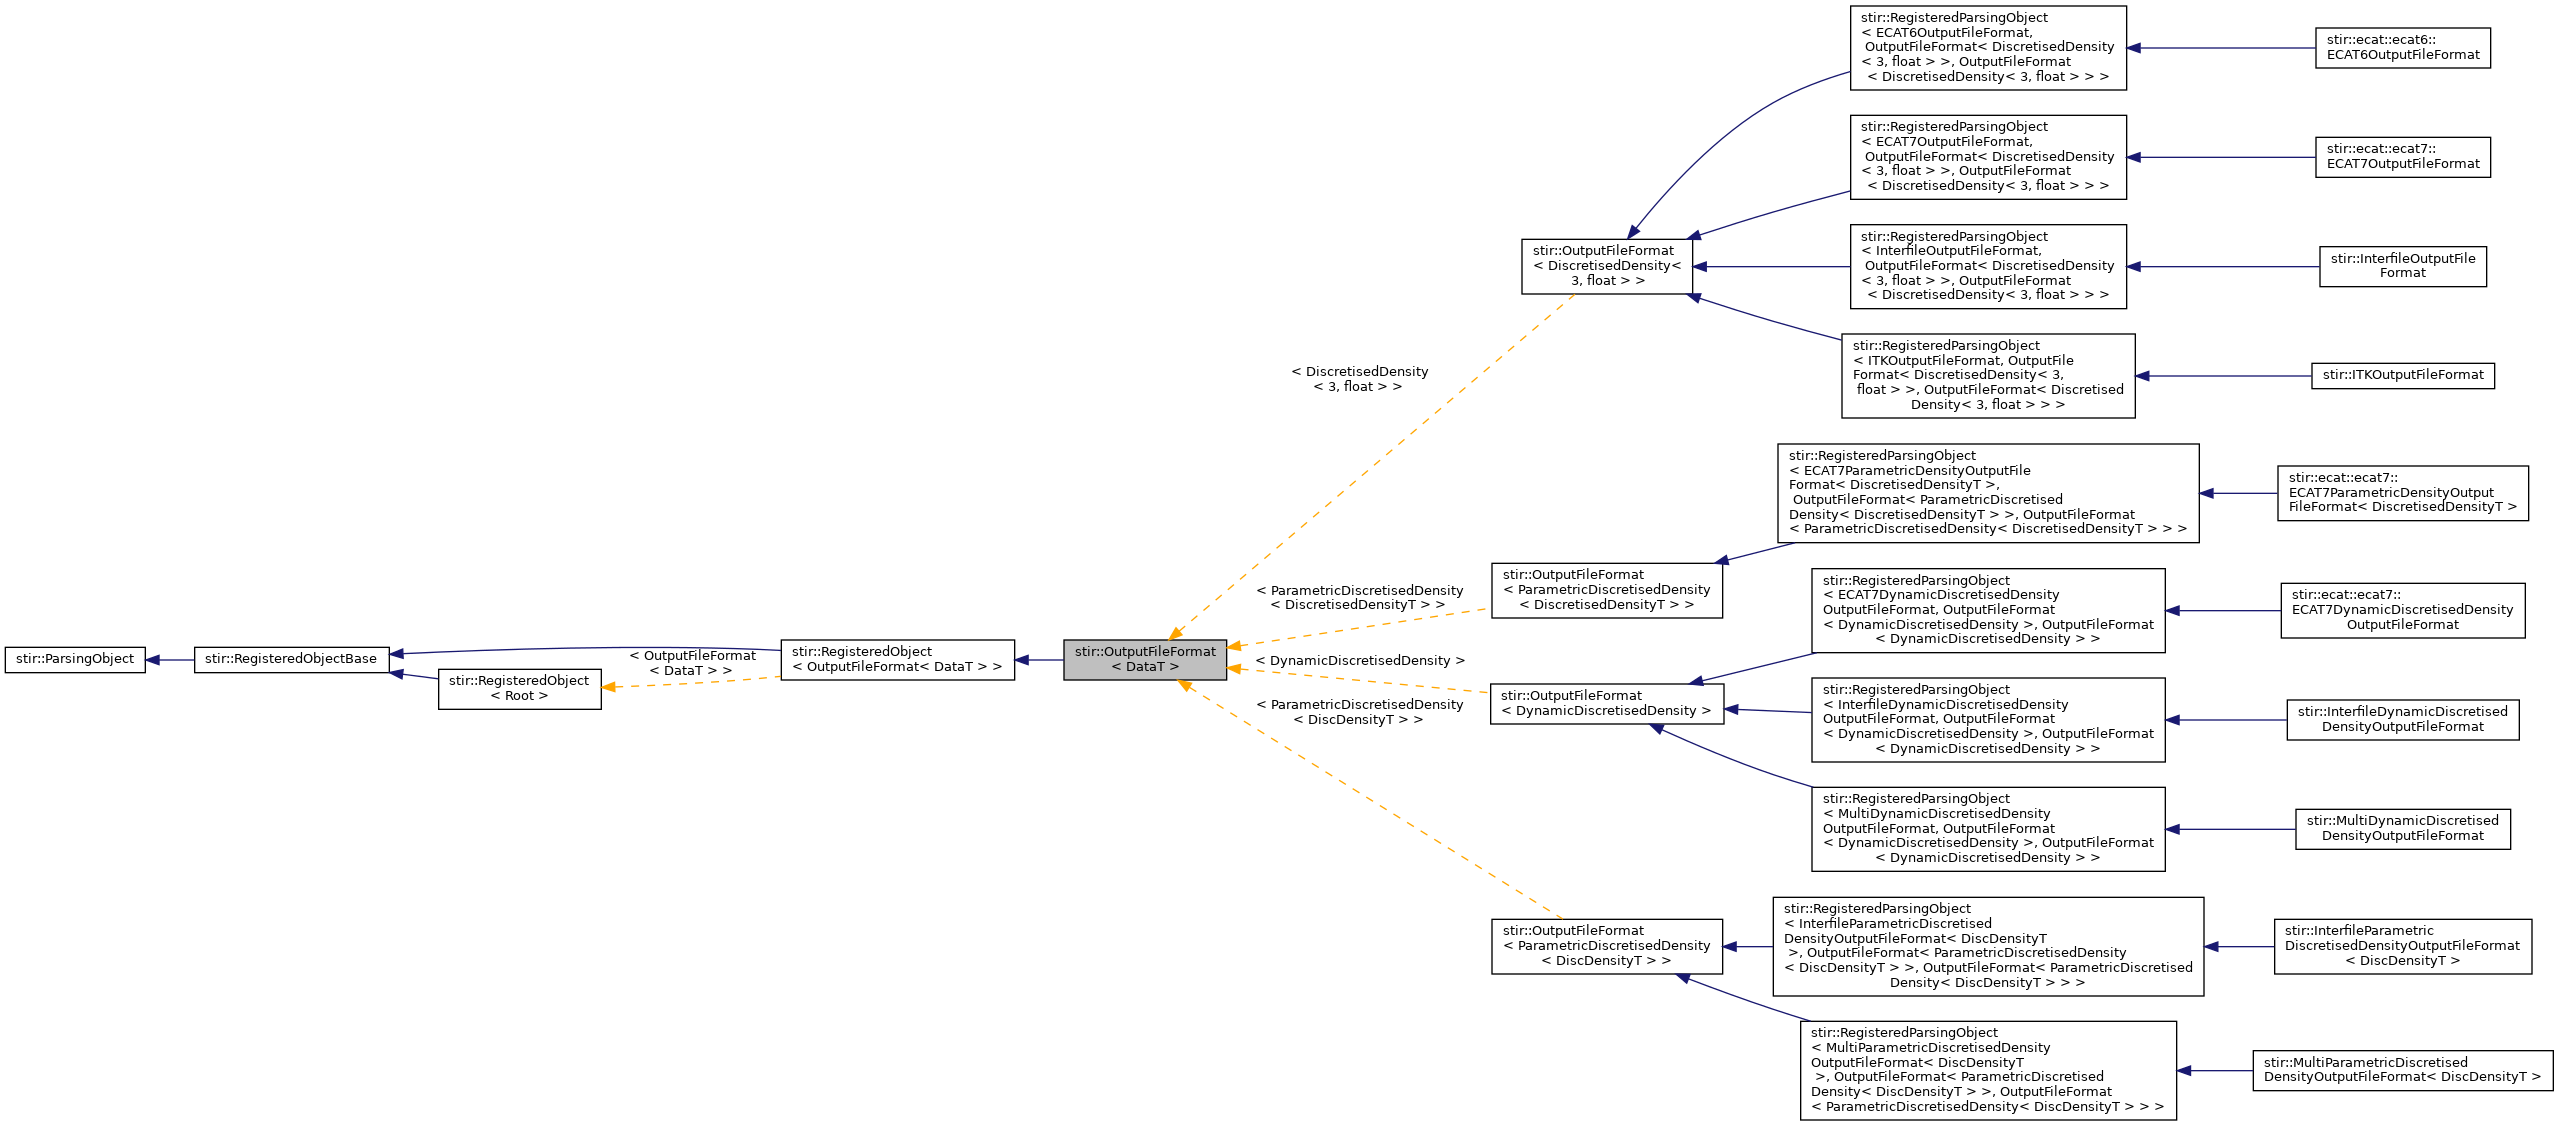 stir::ParsingObject
stir::RegisteredObjectBase
stir::RegisteredObject
< Root >
< OutputFileFormat
< DataT > >
stir::RegisteredObject
< OutputFileFormat< DataT > >
stir::OutputFileFormat
< DataT >
< DiscretisedDensity
< 3, float > >
< ParametricDiscretisedDensity
< DiscretisedDensityT > >
< DynamicDiscretisedDensity >
< ParametricDiscretisedDensity
< DiscDensityT > >
stir::OutputFileFormat
< DiscretisedDensity<
3, float > >
stir::OutputFileFormat
< ParametricDiscretisedDensity
< DiscretisedDensityT > >
stir::OutputFileFormat
< DynamicDiscretisedDensity >
stir::OutputFileFormat
< ParametricDiscretisedDensity
< DiscDensityT > >
stir::RegisteredParsingObject
< ECAT6OutputFileFormat,
OutputFileFormat< DiscretisedDensity
< 3, float > >, OutputFileFormat
< DiscretisedDensity< 3, float > > >
stir::RegisteredParsingObject
< ECAT7OutputFileFormat,
OutputFileFormat< DiscretisedDensity
< 3, float > >, OutputFileFormat
< DiscretisedDensity< 3, float > > >
stir::RegisteredParsingObject
< InterfileOutputFileFormat,
OutputFileFormat< DiscretisedDensity
< 3, float > >, OutputFileFormat
< DiscretisedDensity< 3, float > > >
stir::RegisteredParsingObject
< ITKOutputFileFormat, OutputFile
Format< DiscretisedDensity< 3,
float > >, OutputFileFormat< Discretised
Density< 3, float > > >
stir::RegisteredParsingObject
< ECAT7ParametricDensityOutputFile
Format< DiscretisedDensityT >,
OutputFileFormat< ParametricDiscretised
Density< DiscretisedDensityT > >, OutputFileFormat
< ParametricDiscretisedDensity< DiscretisedDensityT > > >
stir::RegisteredParsingObject
< ECAT7DynamicDiscretisedDensity
OutputFileFormat, OutputFileFormat
< DynamicDiscretisedDensity >, OutputFileFormat
< DynamicDiscretisedDensity > >
stir::RegisteredParsingObject
< InterfileDynamicDiscretisedDensity
OutputFileFormat, OutputFileFormat
< DynamicDiscretisedDensity >, OutputFileFormat
< DynamicDiscretisedDensity > >
stir::RegisteredParsingObject
< MultiDynamicDiscretisedDensity
OutputFileFormat, OutputFileFormat
< DynamicDiscretisedDensity >, OutputFileFormat
< DynamicDiscretisedDensity > >
stir::RegisteredParsingObject
< InterfileParametricDiscretised
DensityOutputFileFormat< DiscDensityT
>, OutputFileFormat< ParametricDiscretisedDensity
< DiscDensityT > >, OutputFileFormat< ParametricDiscretised
Density< DiscDensityT > > >
stir::RegisteredParsingObject
< MultiParametricDiscretisedDensity
OutputFileFormat< DiscDensityT
>, OutputFileFormat< ParametricDiscretised
Density< DiscDensityT > >, OutputFileFormat
< ParametricDiscretisedDensity< DiscDensityT > > >
stir::ecat::ecat6::
ECAT6OutputFileFormat
stir::ecat::ecat7::
ECAT7OutputFileFormat
stir::InterfileOutputFile
Format
stir::ITKOutputFileFormat
stir::ecat::ecat7::
ECAT7ParametricDensityOutput
FileFormat< DiscretisedDensityT >
stir::ecat::ecat7::
ECAT7DynamicDiscretisedDensity
OutputFileFormat
stir::InterfileDynamicDiscretised
DensityOutputFileFormat
stir::MultiDynamicDiscretised
DensityOutputFileFormat
stir::InterfileParametric
DiscretisedDensityOutputFileFormat
< DiscDensityT >
stir::MultiParametricDiscretised
DensityOutputFileFormat< DiscDensityT >